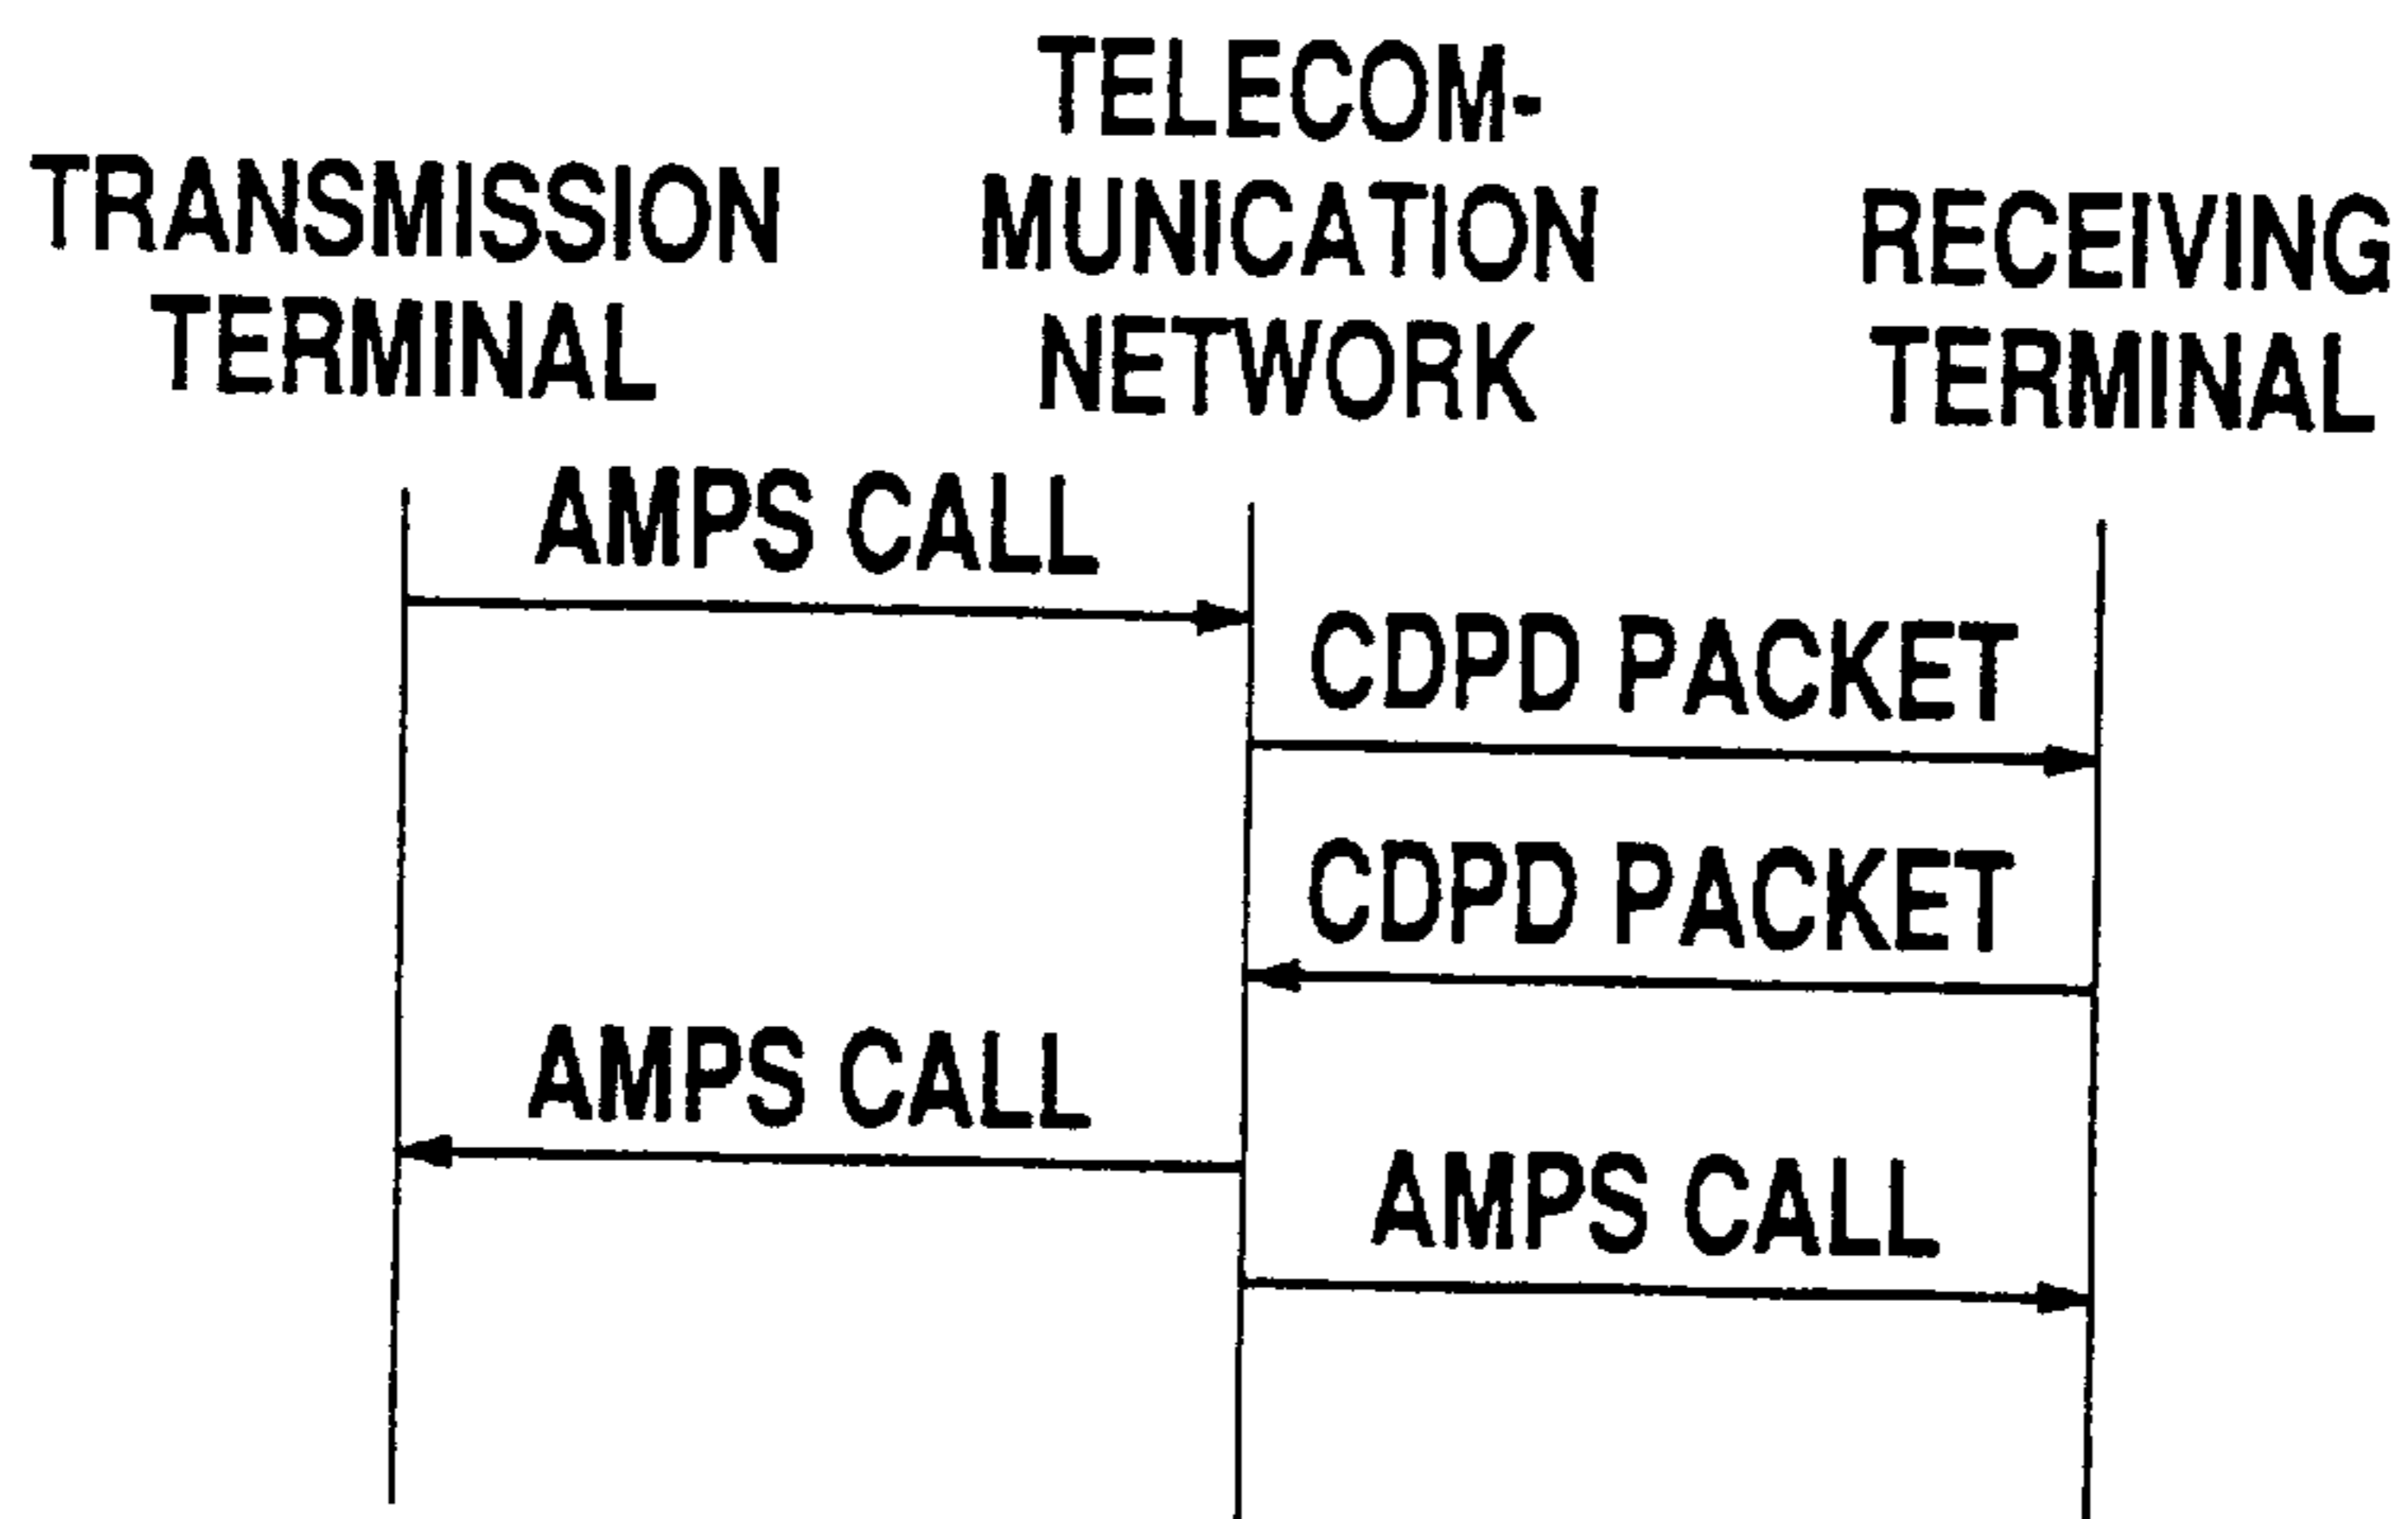 TRANSMISSION
TERMINAL
TELECOM-
MUNICATION
NETWORK
RECEIVING
TERMINAL
AMPS CALL
CDPD PACKET
CDPD PACKET
AMPS CALL
AMPS CALL